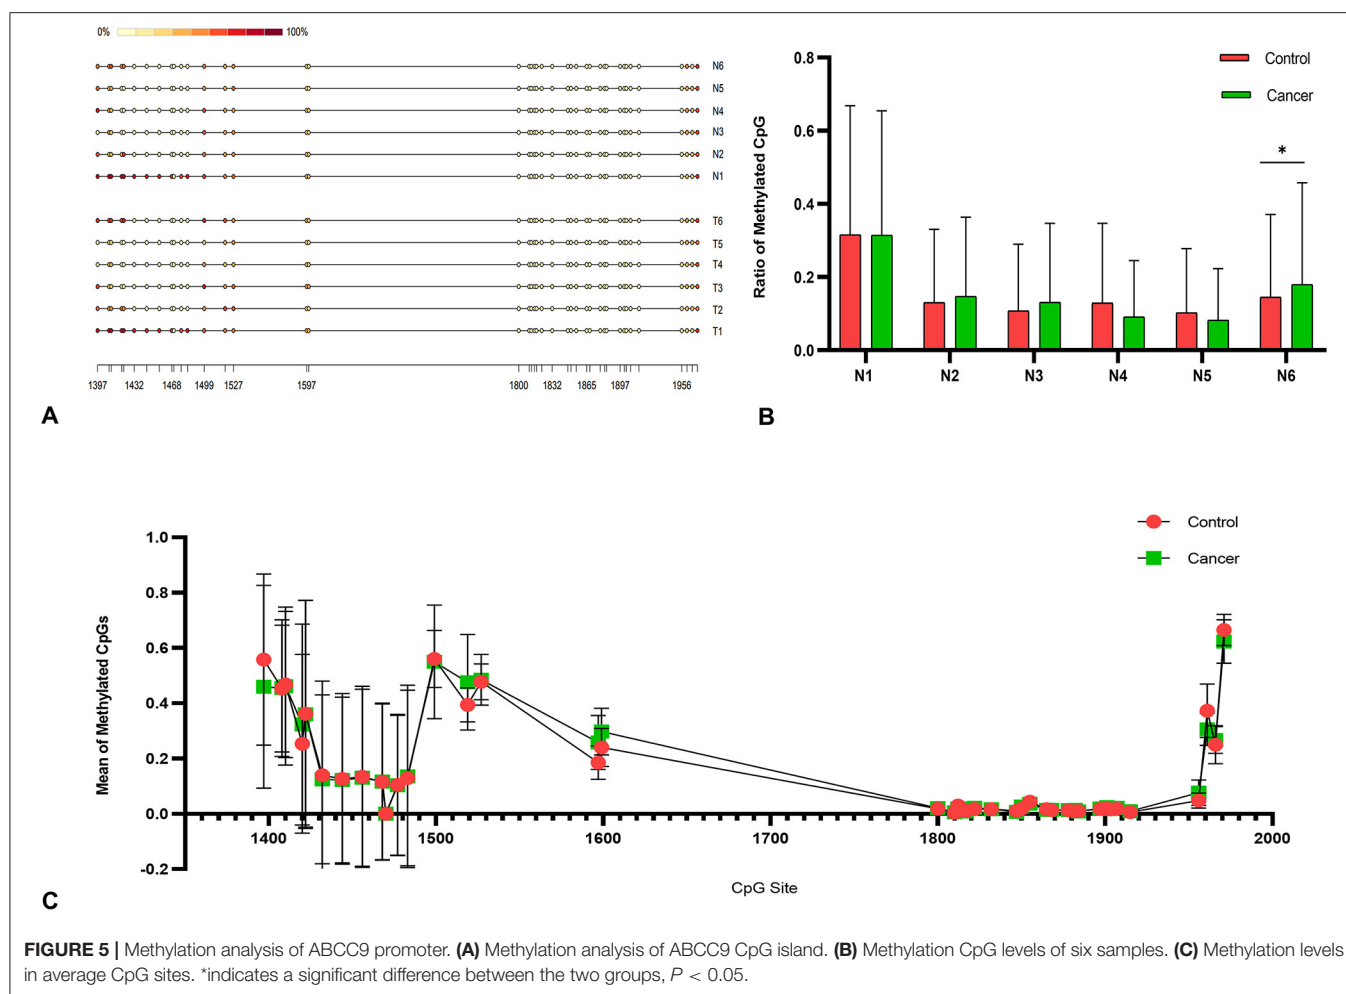 0% 100%
N6
N5
N4
N3
N2
N1
T6
T5
T4
T3
T2
T1
1397 1432 1468 1499 1527 1597 1800 1832 1865 1897 1956
A
Control
Cancer
*
Ratio of Methylated CpG
0.8
0.6
0.4
0.2
0.0
N1 N2 N3 N4 N5 N6
B
Control
Cancer
Mean of Methylated CpGs
1.0
0.8
0.6
0.4
0.2
0.0
-0.2
1400 1500 1600 1700 1800 1900 2000
CpG Site
C
FIGURE 5 | Methylation analysis of ABCC9 promoter. (A) Methylation analysis of ABCC9 CpG island. (B) Methylation CpG levels of six samples. (C) Methylation levels
in average CpG sites. *indicates a significant difference between the two groups, P < 0.05.